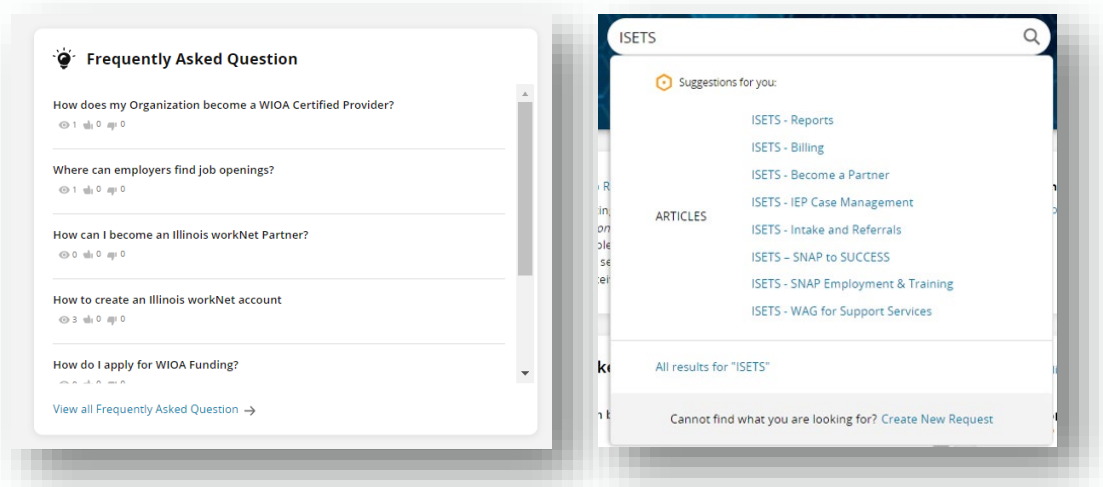 Frequently Asked Question
How does my Organization become a WIOA Certified Provider?
1 0 0
Where can employers find job openings?
1 0 0
How can I become an Illinois workNet Partner?
0 0 0
How to create an Illinois workNet account
3 0 0
How do I apply for WIOA Funding?
View all Frequently Asked Question →
ISETS
Suggestions for you:
ARTICLES
ISETS - Reports
ISETS - Billing
ISETS - Become a Partner
ISETS - IEP Case Management
ISETS - Intake and Referrals
ISETS – SNAP to SUCCESS
ISETS - SNAP Employment & Training
ISETS - WAG for Support Services
All results for "ISETS"
Cannot find what you are looking for? Create New Request